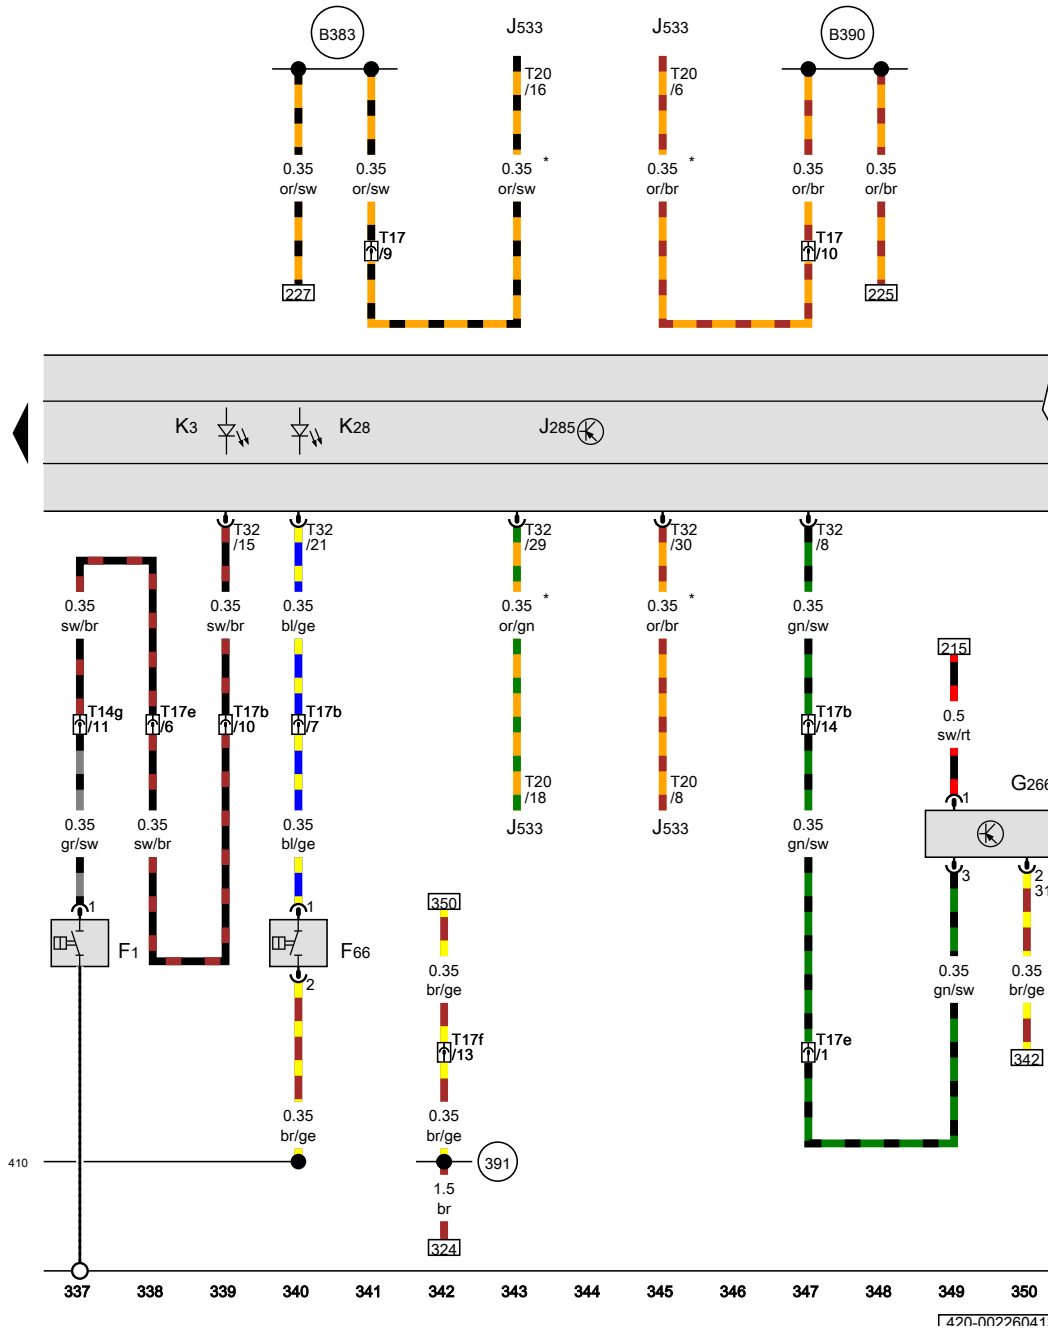 B383
J533
J533
B390
T20
/16
T20
/6
0.35
or/sw
0.35
or/sw
0.35
or/sw
*
0.35
or/br
*
0.35
or/br
0.35
or/br
T17
/9
T17
/10
227
225
K3
K28
J285
T32
/15
T32
/21
T32
/29
T32
/30
T32
/8
0.35
sw/br
0.35
sw/br
0.35
bl/ge
0.35
or/gn
*
0.35
or/br
*
0.35
gn/sw
215
T14g
/11
T17e
/6
T17b
/10
T17b
/7
T17b
/14
0.5
sw/rt
T20
/18
T20
/8
G266
1
0.35
gr/sw
0.35
sw/br
0.35
bl/ge
J533
J533
0.35
gn/sw
3
2
31
1
1
350
F1
F66
2
0.35
br/ge
0.35
gn/sw
0.35
br/ge
T17f
/13
T17e
/1
342
0.35
br/ge
0.35
br/ge
410
391
1.5
br
324
337 338 339 340 341 342 343 344 345 346 347 348 349 350